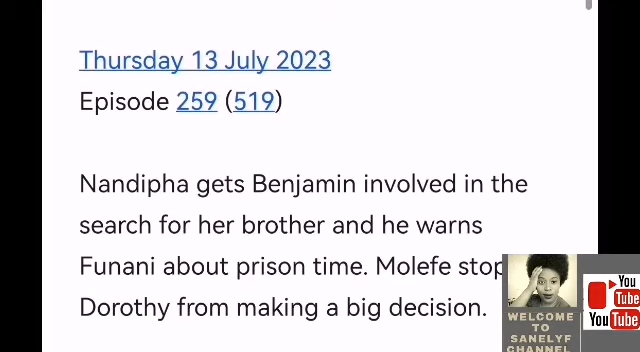 Thursday 13 July 2023
Episode 259 (519)
Nandipha gets Benjamin involved in the
search for her brother and he warns
Funani about prison time. Molefe stop
Dorothy from making a big decision.
WELCOME
TO
SANELYF
CHANNEL
You
Tube
YouTube